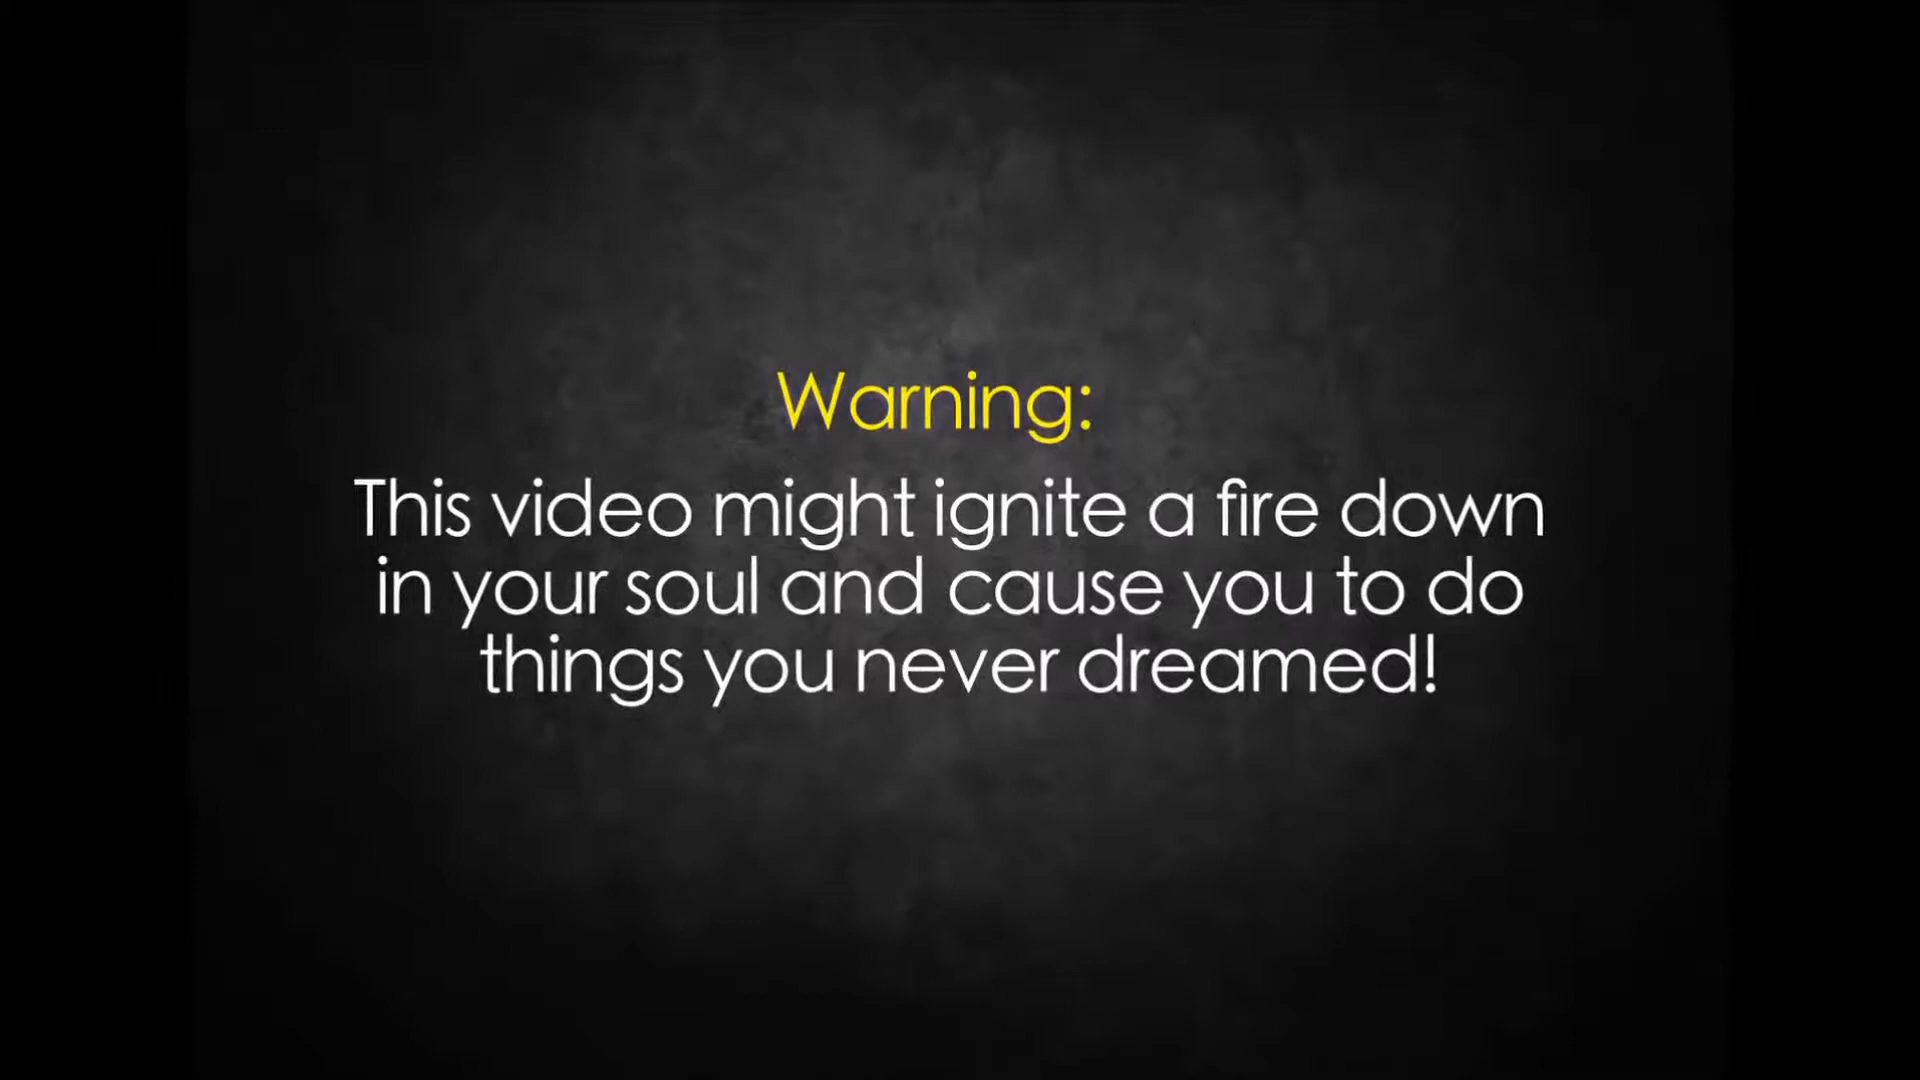 Warning:
This video might ignite a fire down
in your soul and cause you to do
things you never dreamed!